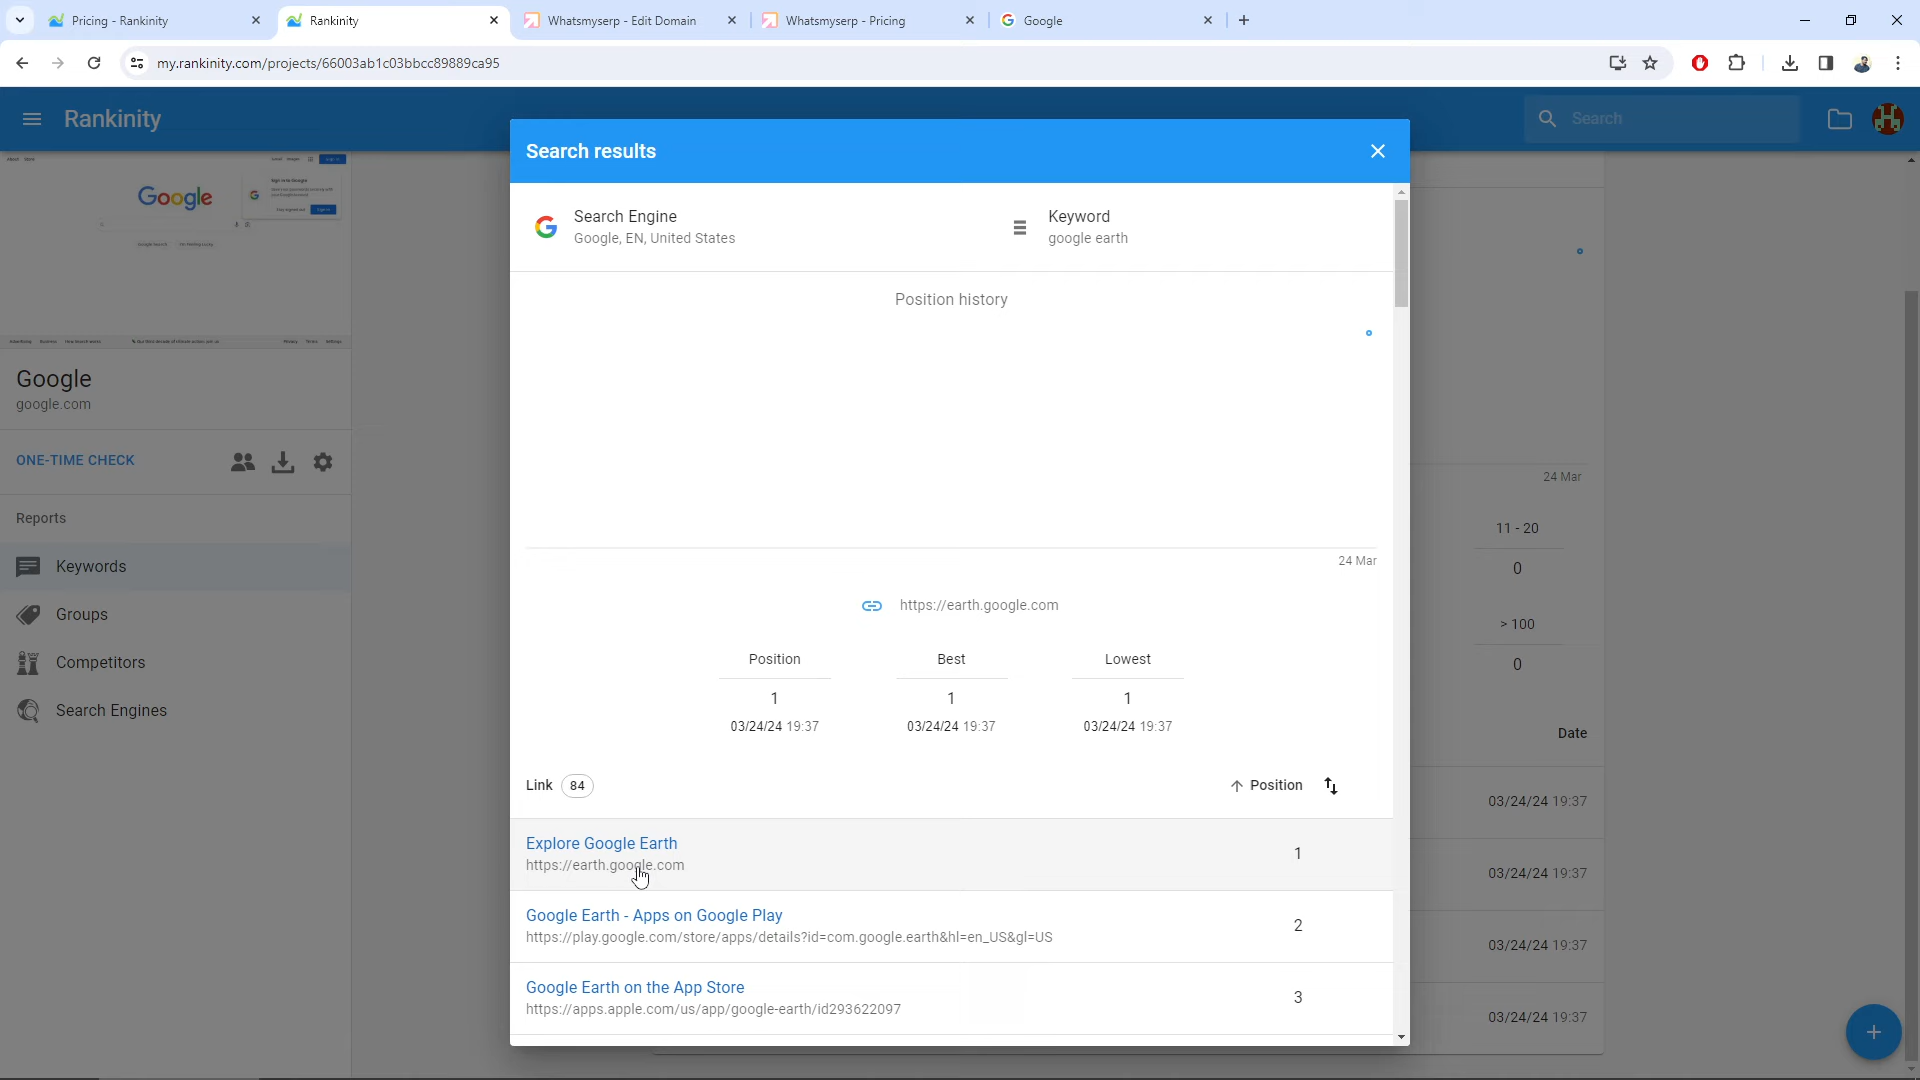 Pricing - Rankinity
Rankinity
Whatsmyserp - Edit Domain
Whatsmyserp - Pricing
Google
my.rankinity.com/projects/66003ab1c03bbcc89889ca95
Rankinity
Search
Google
Google
google.com
ONE-TIME CHECK
Reports
Keywords
Groups
Competitors
Search Engines
Search results
Search Engine
Google, EN, United States
Keyword
google earth
Position history
24 Mar
https://earth.google.com
Position
Best
Lowest
1
1
1
03/24/24 19:37
03/24/24 19:37
03/24/24 19:37
Link 84
Position
Explore Google Earth
https://earth.google.com
1
Google Earth - Apps on Google Play
https://play.google.com/store/apps/details?id=com.google.earth&hl=en_US&gl=US
2
Google Earth on the App Store
https://apps.apple.com/us/app/google-earth/id293622097
3
24 Mar
11 - 20
0
> 100
0
Date
03/24/24 19:37
03/24/24 19:37
03/24/24 19:37
03/24/24 19:37